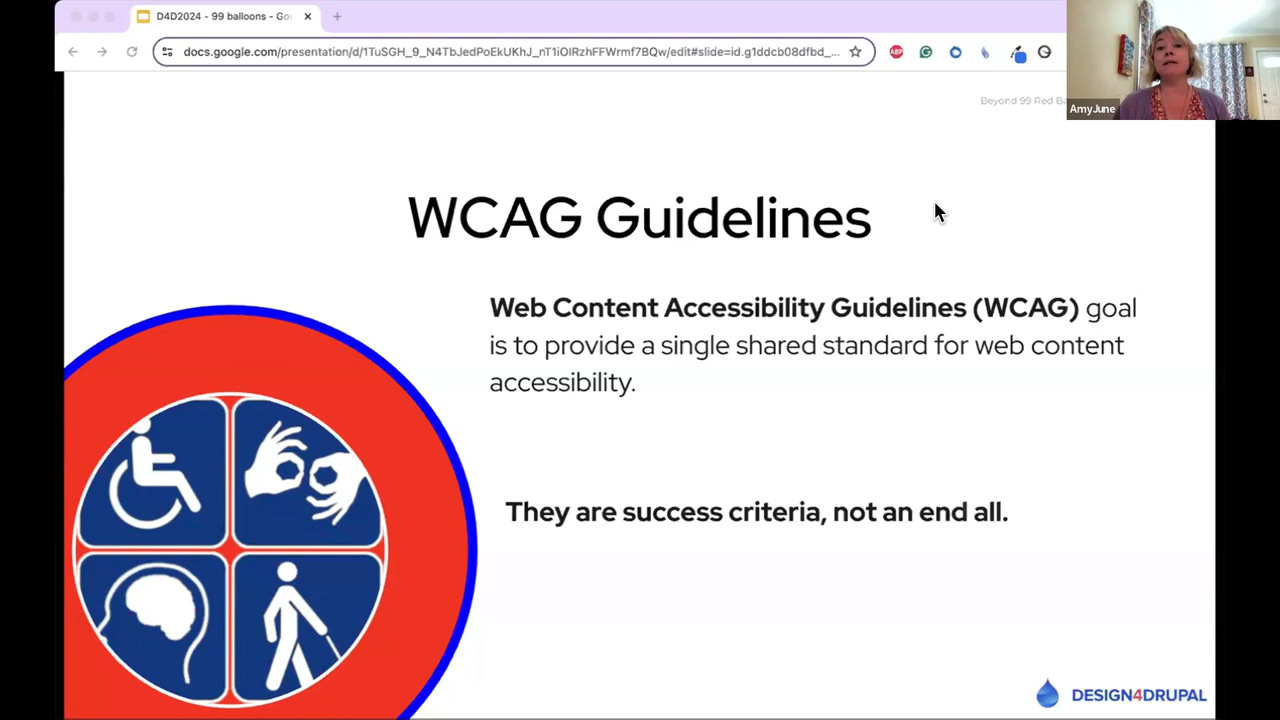 D4D2024 - 99 balloons - Go
docs.google.com/presentation/d/1TuSGH_9_N4TbJedPoEkUKhJ_nT1iOlRzhFFWrmf7BQw/edit#slide=id.g1ddcb08dfbd_...
ABP
AmyJune
Beyond 99 Red Ba
WCAG Guidelines
Web Content Accessibility Guidelines (WCAG) goal
is to provide a single shared standard for web content
accessibility.
They are success criteria, not an end all.
DESIGN4DRUPAL